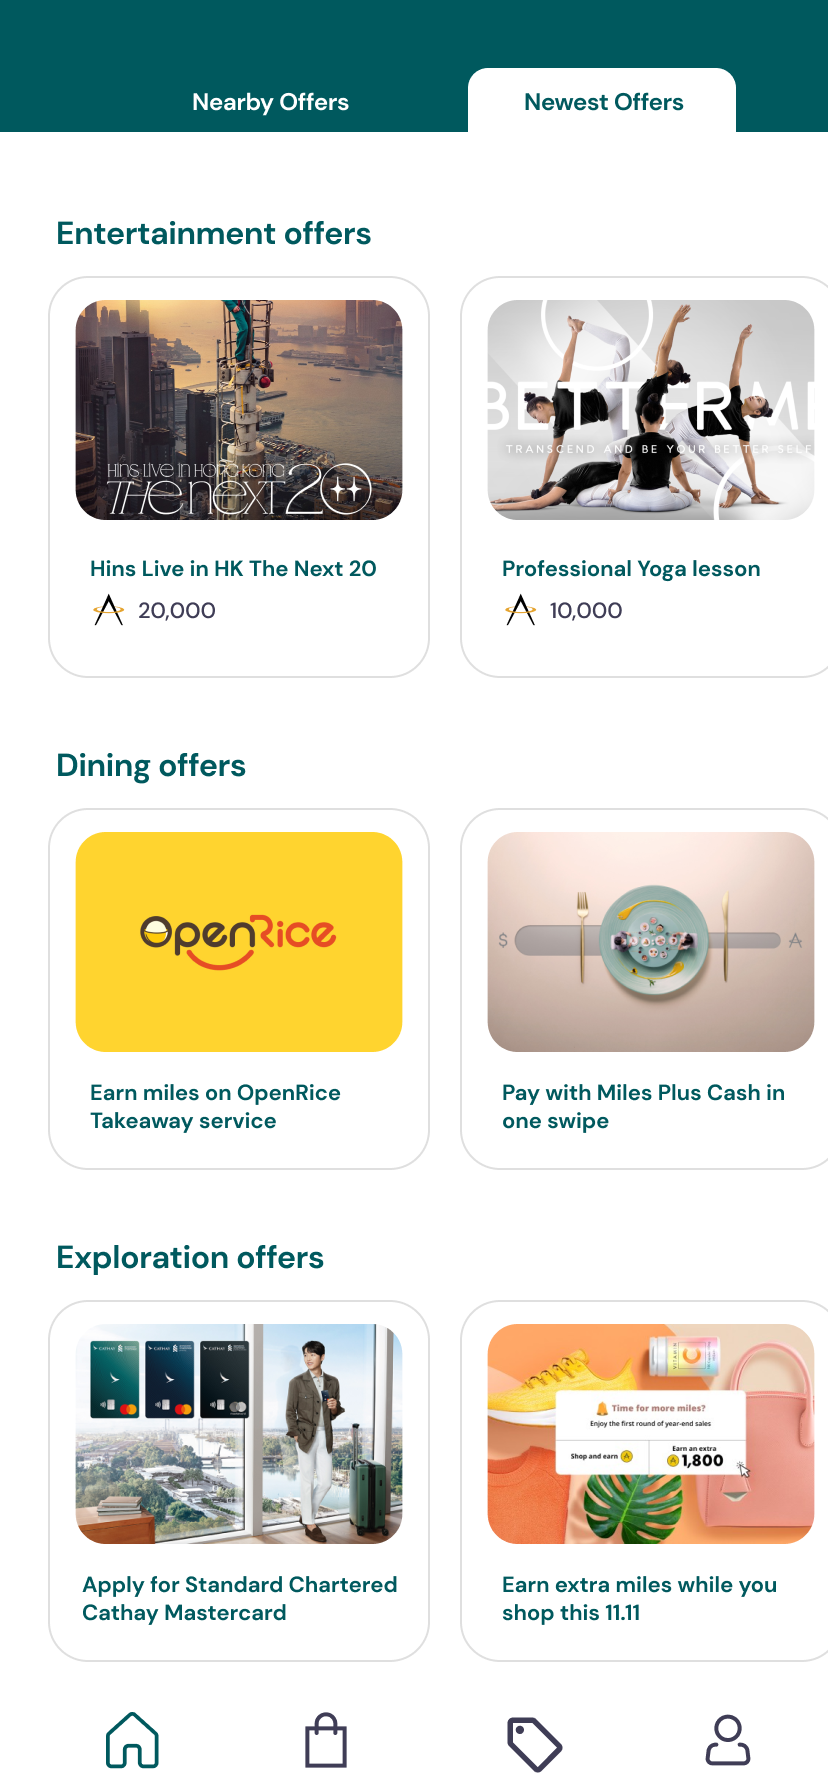 Nearby Offers
Newest Offers
Entertainment offers
HINS LIVE IN HONG KONG
THE NEXT 20
BETTER ME
TRANSCEND AND BE YOUR BETTER SELF
Hins Live in HK The Next 20
20,000
Professional Yoga lesson
10,000
Dining offers
OpenRice
$
Earn miles on OpenRice
Takeaway service
Pay with Miles Plus Cash in
one swipe
Exploration offers
CATHAY
CATHAY
CATHAY
VITAMIN
C
Time for more miles?
Enjoy the first round of year-end sales
Shop and earn
Earn an extra
1,800
Apply for Standard Chartered
Cathay Mastercard
Earn extra miles while you
shop this 11.11